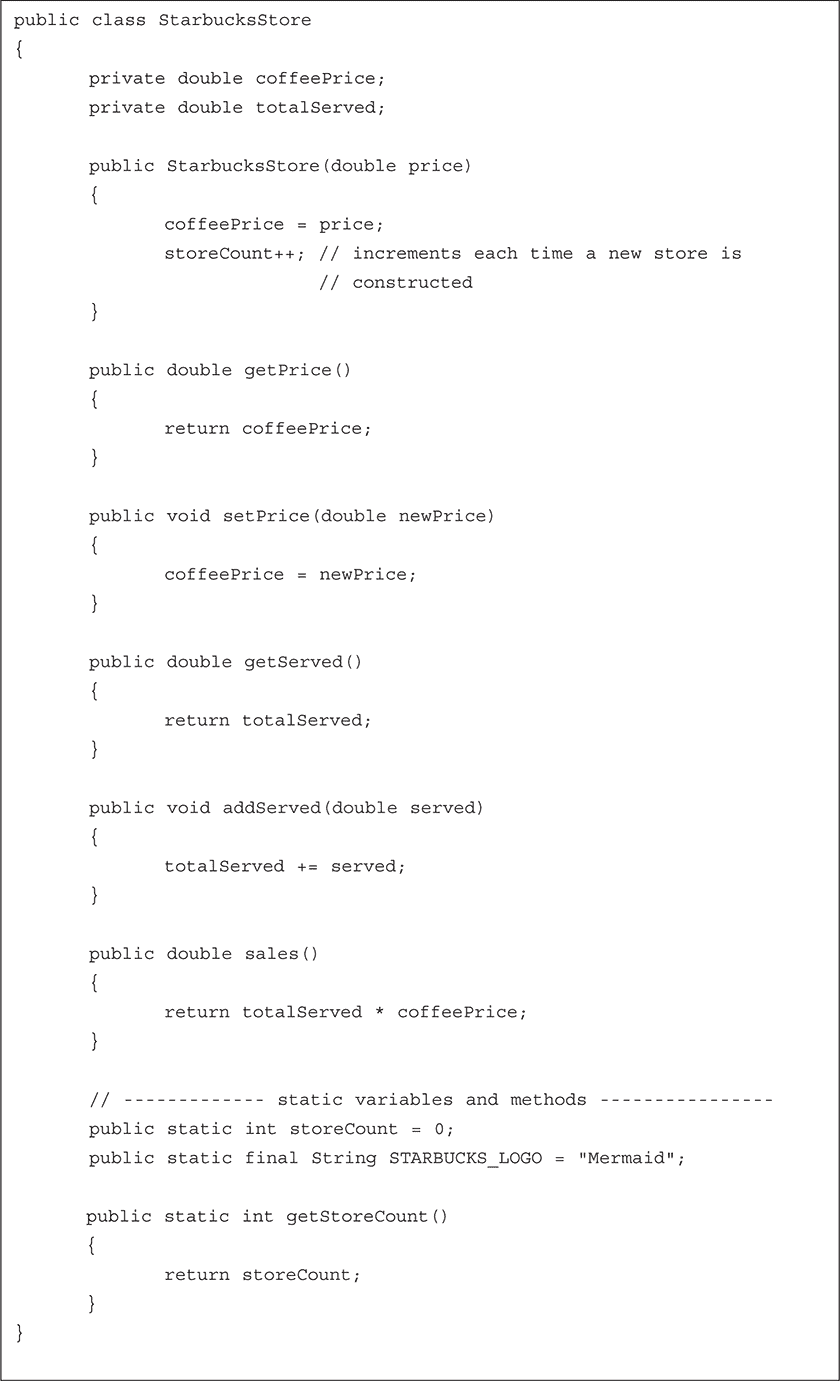 public class StarbucksStore
{
private double coffeePrice;
private double totalServed;
public StarbucksStore(double price)
{
coffeePrice = price;
storeCount++; // increments each time a new store is
// constructed
}
public double getPrice()
{
return coffeePrice;
}
public void setPrice(double newPrice)
{
coffeePrice = newPrice;
}
public double getServed()
{
return totalServed;
}
public void addServed(double served)
{
totalServed += served;
}
public double sales()
{
return totalServed * coffeePrice;
}
// ------------- static variables and methods ----------------
public static int storeCount = 0;
public static final String STARBUCKS_LOGO = "Mermaid";
public static int getStoreCount()
{
return storeCount;
}
}